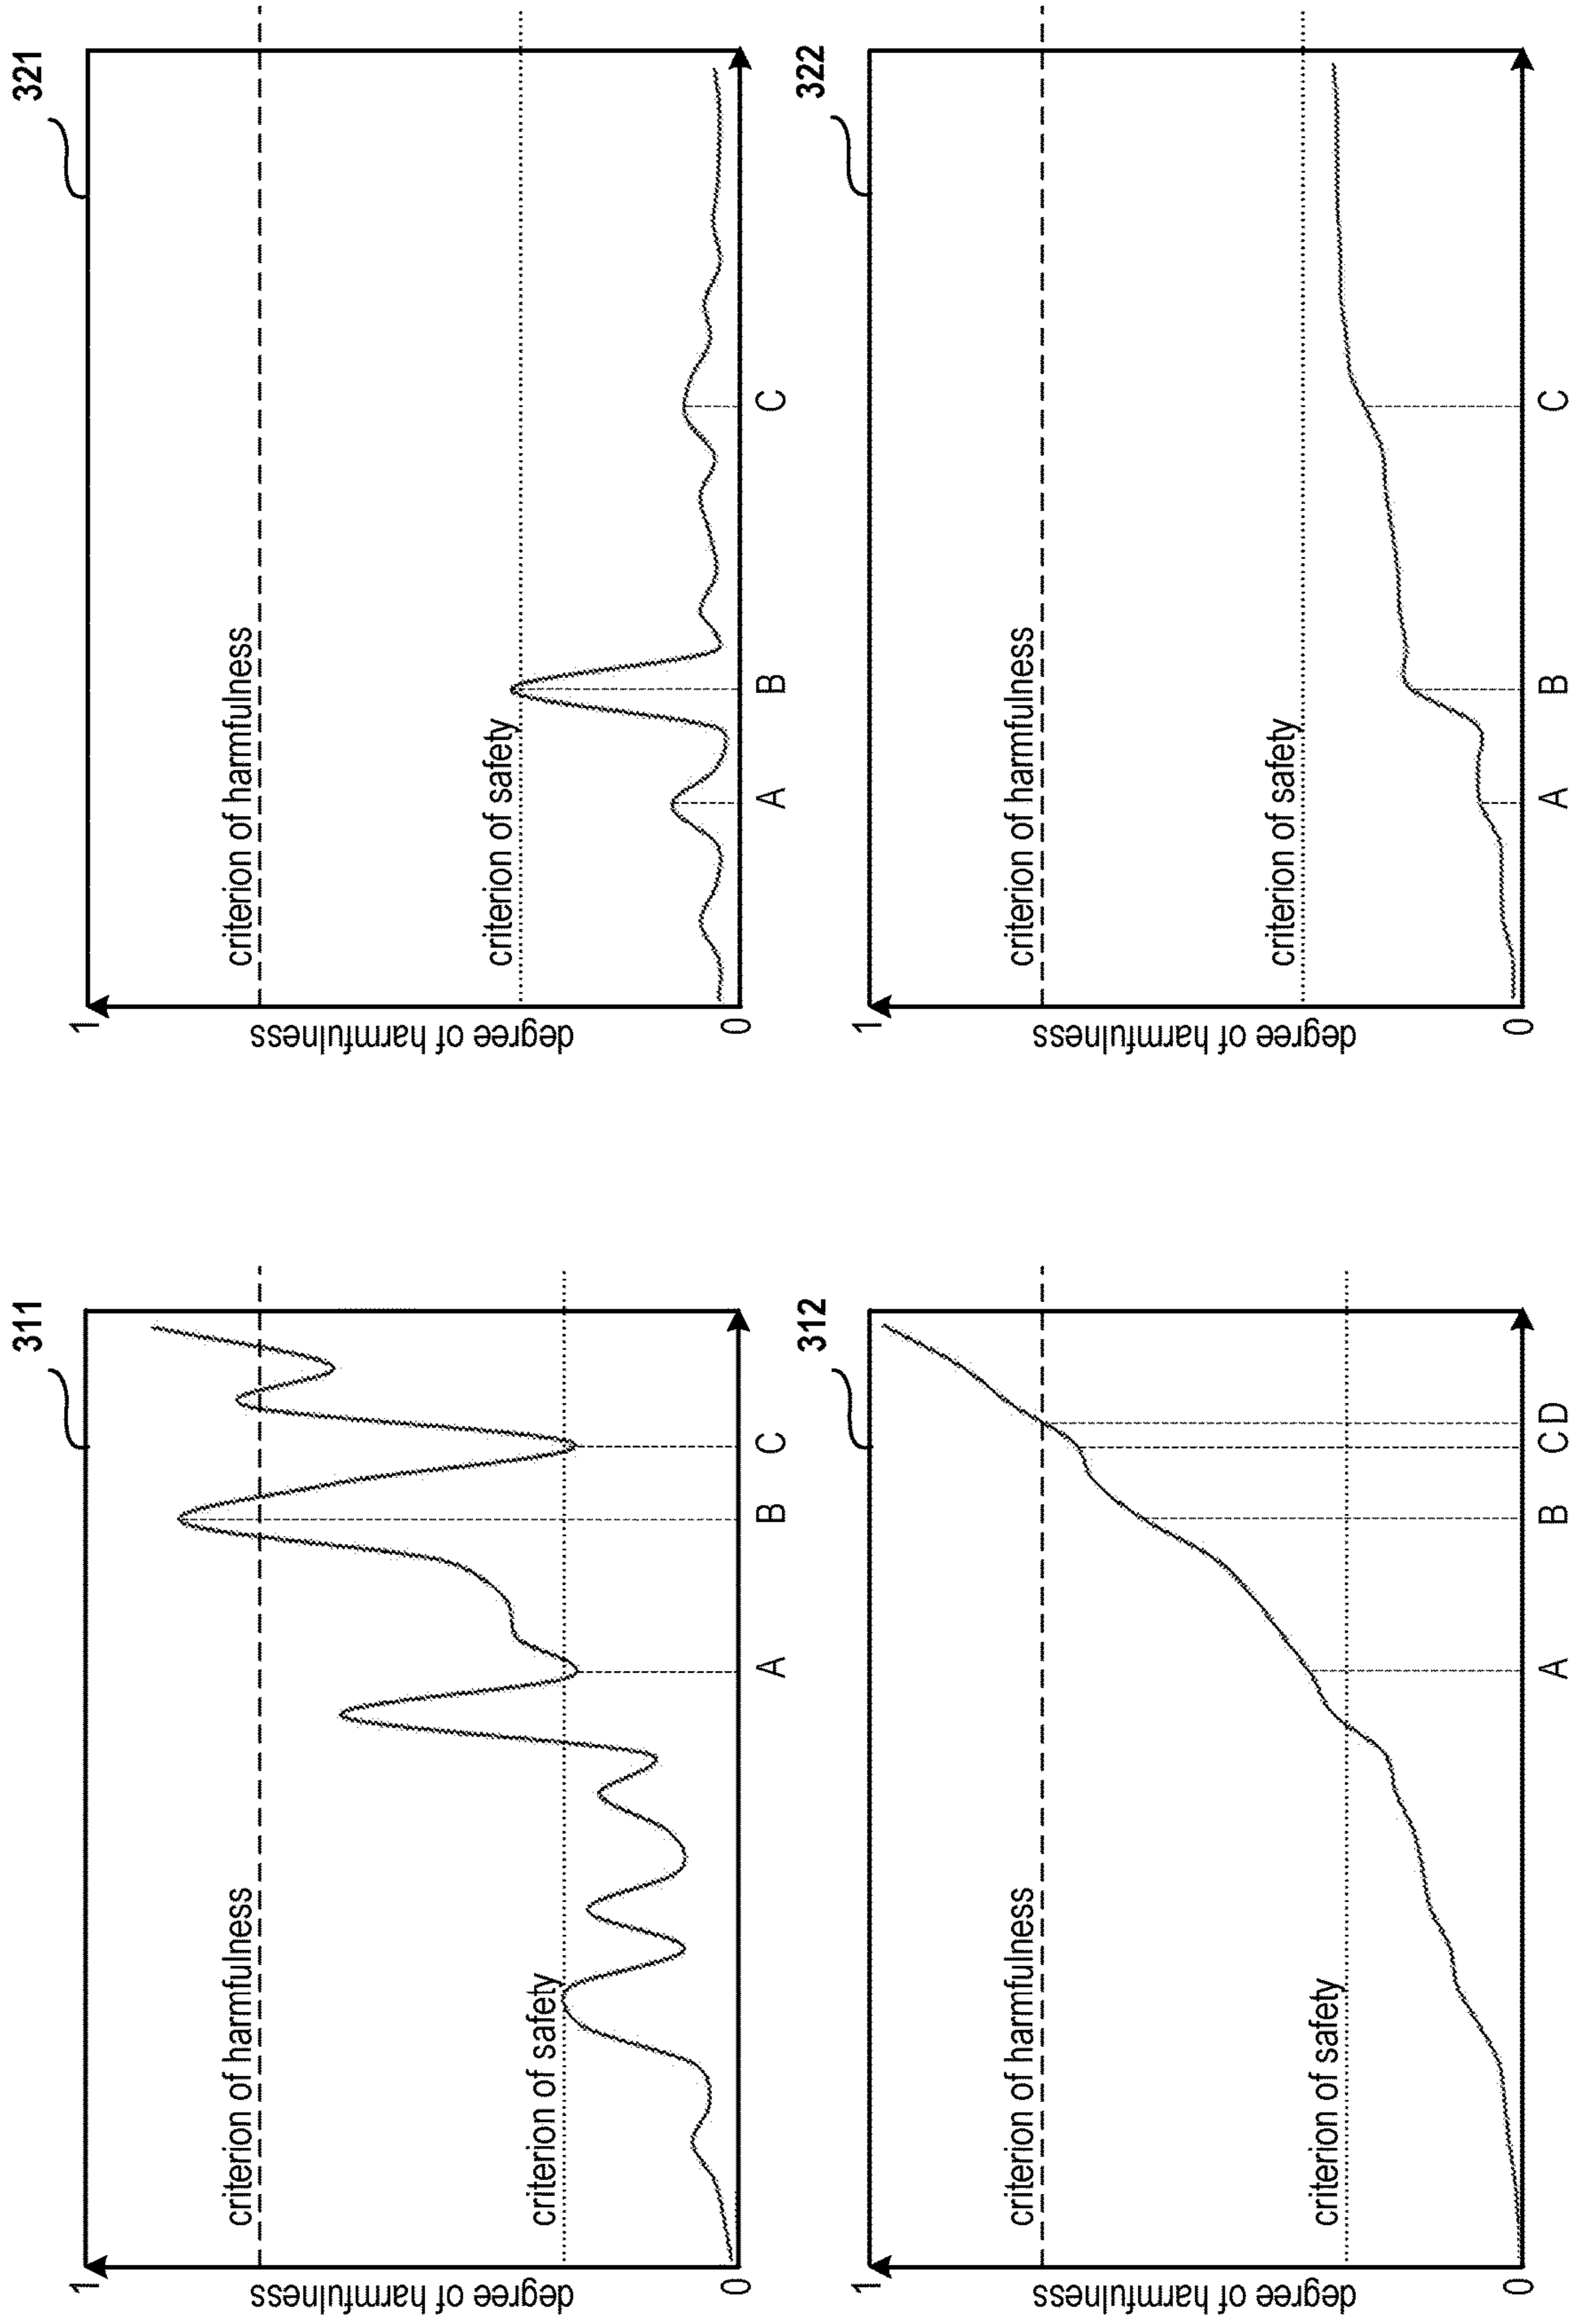 311
1
degree of harmfulness
criterion of harmfulness
criterion of safety
0
A
B
C
312
1
degree of harmfulness
criterion of harmfulness
criterion of safety
0
A
B
C
D
321
1
degree of harmfulness
criterion of harmfulness
criterion of safety
0
A
B
C
322
1
degree of harmfulness
criterion of harmfulness
criterion of safety
0
A
B
C